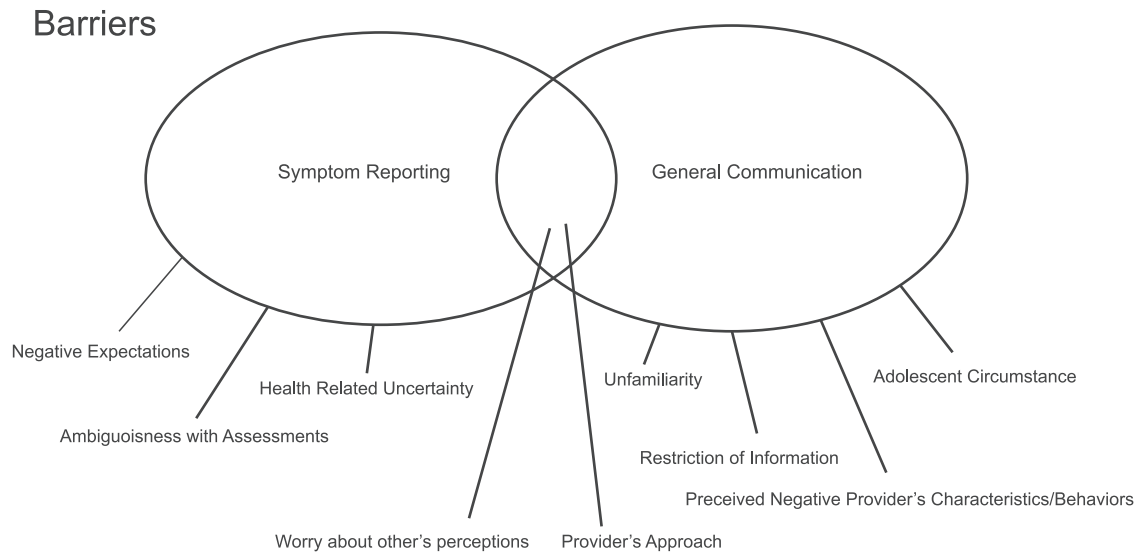 Barriers
Symptom Reporting
General Communication
Negative Expectations
Health Related Uncertainty
Ambiguoisness with Assessments
Unfamiliarity
Adolescent Circumstance
Restriction of Information
Preceived Negative Provider’s Characteristics/Behaviors
Worry about other’s perceptions
Provider’s Approach